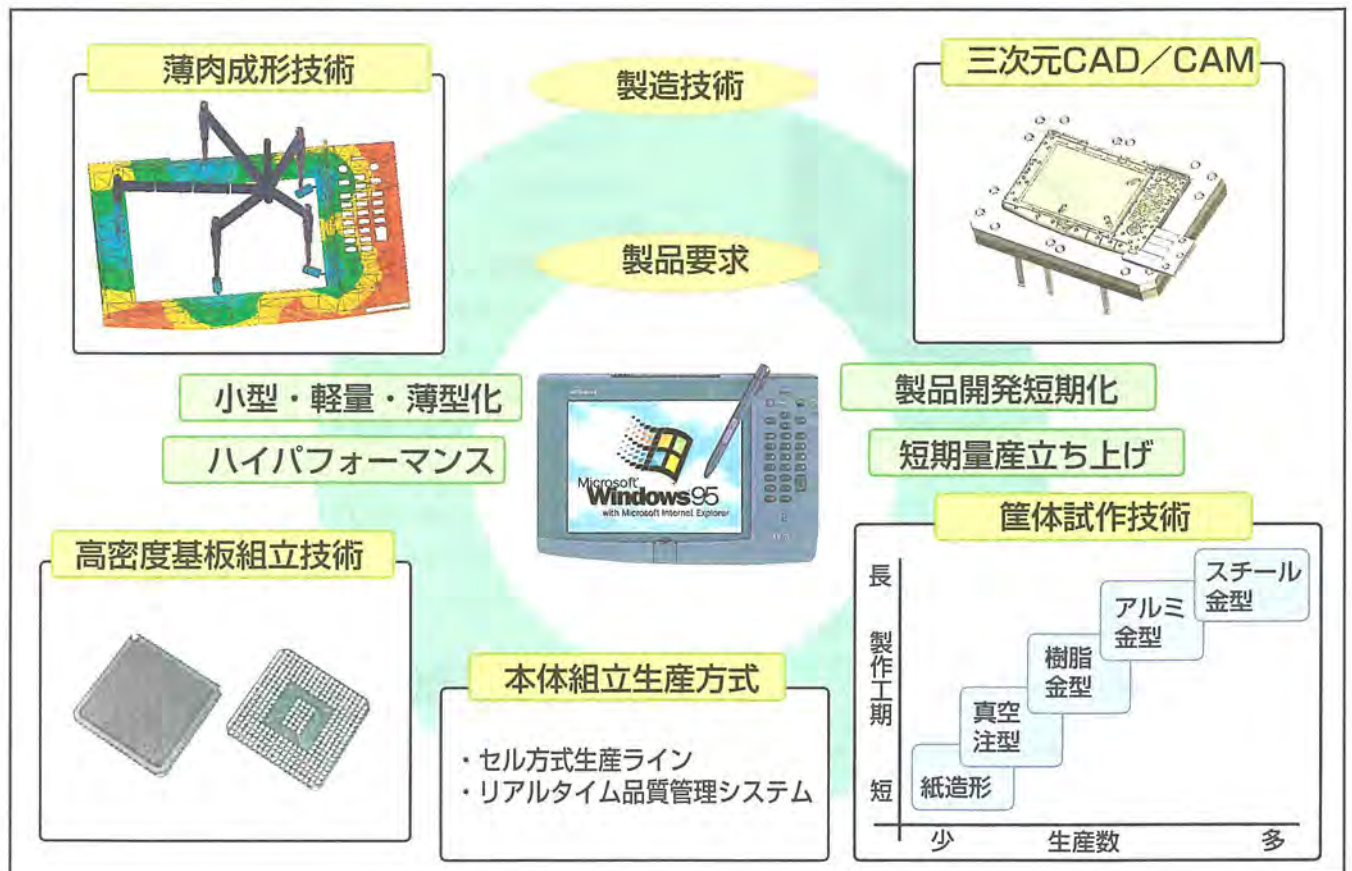 薄肉成形技術
製造技術
三次元CAD／CAM
製品要求
小型・軽量・薄型化
ハイパフォーマンス
製品開発短期化
短期量産立ち上げ
Microsoft
Windows95
with Microsoft Internet Explorer
高密度基板組立技術
本体組立生産方式
・セル方式生産ライン
・リアルタイム品質管理システム
筐体試作技術
長
製作工期
短
スチール
金型
アルミ
金型
樹脂
金型
真空
注型
紙造形
少
生産数
多